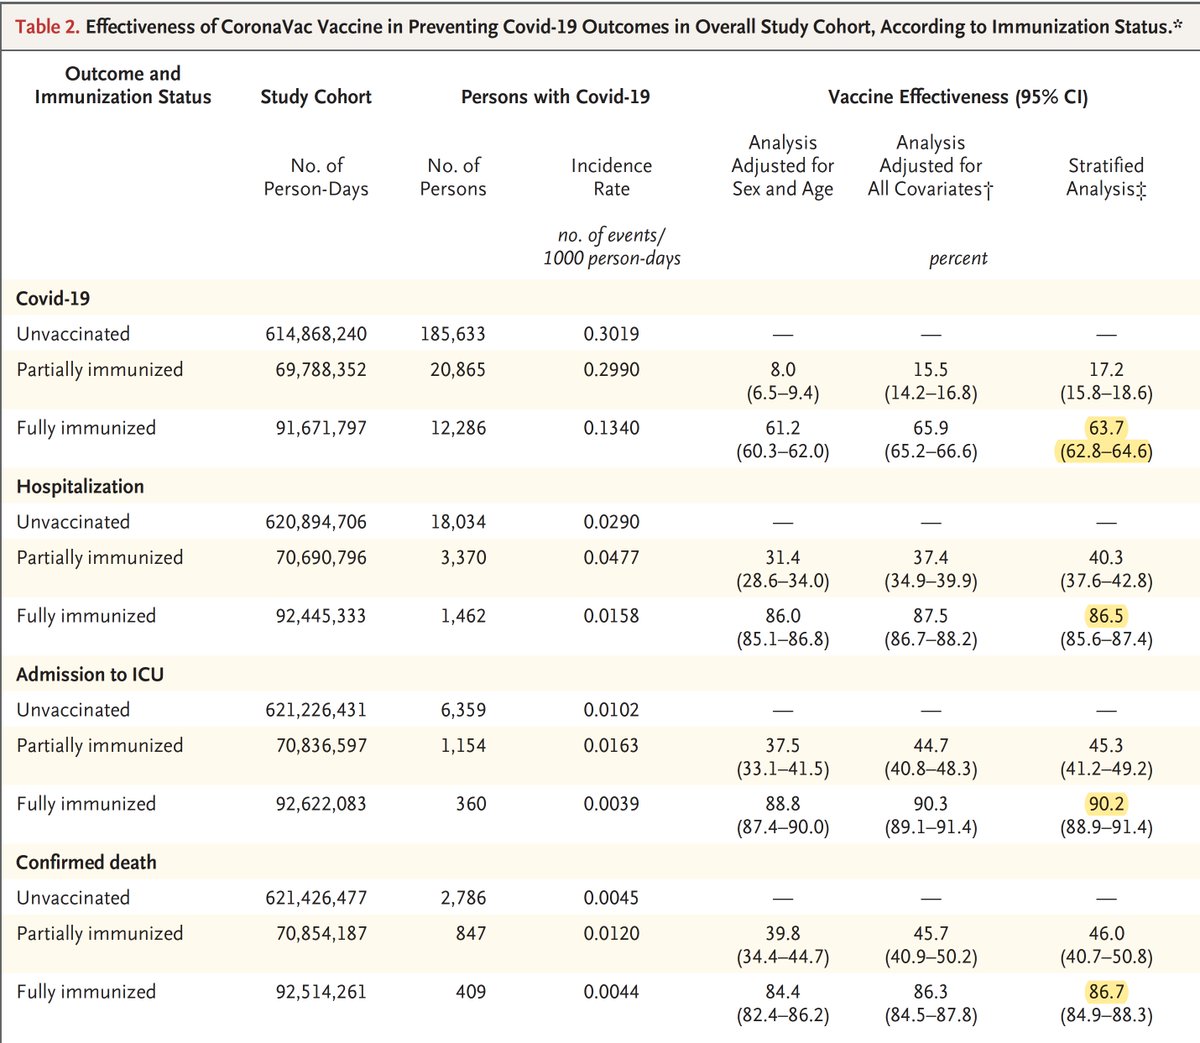 Table 2. Effectiveness of CoronaVac Vaccine in Preventing Covid-19 Outcomes in Overall Study Cohort, According to Immunization Status.*
Outcome and
Immunization Status Study Cohort Persons with Covid-19 Vaccine Effectiveness (95% CI)
No. of
Person-Days No. of
Persons Incidence
Rate Analysis
Adjusted for
Sex and Age Analysis
Adjusted for
All Covariates† Stratified
Analysis‡
no. of events/
1000 person-days percent
Covid-19
Unvaccinated 614,868,240 185,633 0.3019 — — —
Partially immunized 69,788,352 20,865 0.2990 8.0 15.5 17.2
(6.5–9.4) (14.2–16.8) (15.8–18.6)
Fully immunized 91,671,797 12,286 0.1340 61.2 65.9 63.7
(60.3–62.0) (65.2–66.6) (62.8–64.6)
Hospitalization
Unvaccinated 620,894,706 18,034 0.0290 — — —
Partially immunized 70,690,796 3,370 0.0477 31.4 37.4 40.3
(28.6–34.0) (34.9–39.9) (37.6–42.8)
Fully immunized 92,445,333 1,462 0.0158 86.0 87.5 86.5
(85.1–86.8) (86.7–88.2) (85.6–87.4)
Admission to ICU
Unvaccinated 621,226,431 6,359 0.0102 — — —
Partially immunized 70,836,597 1,154 0.0163 37.5 44.7 45.3
(33.1–41.5) (40.8–48.3) (41.2–49.2)
Fully immunized 92,622,083 360 0.0039 88.8 90.3 90.2
(87.4–90.0) (89.1–91.4) (88.9–91.4)
Confirmed death
Unvaccinated 621,426,477 2,786 0.0045 — — —
Partially immunized 70,854,187 847 0.0120 39.8 45.7 46.0
(34.4–44.7) (40.9–50.2) (40.7–50.8)
Fully immunized 92,514,261 409 0.0044 84.4 86.3 86.7
(82.4–86.2) (84.5–87.8) (84.9–88.3)